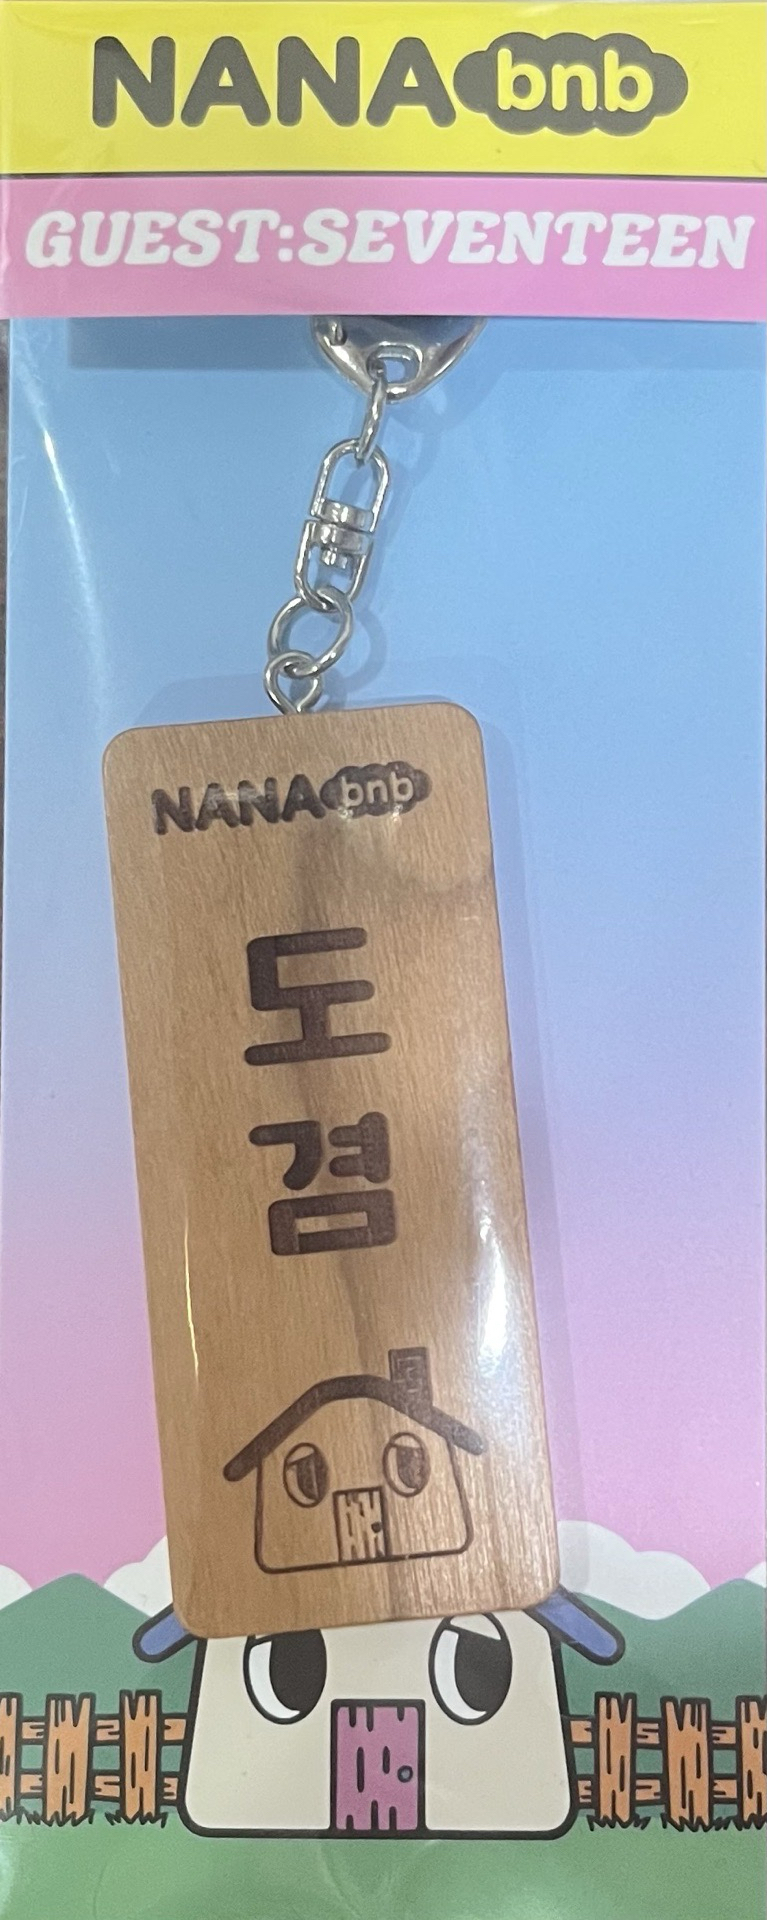 NANA bnb
GUEST:SEVENTEEN
NANA bnb
도
겸